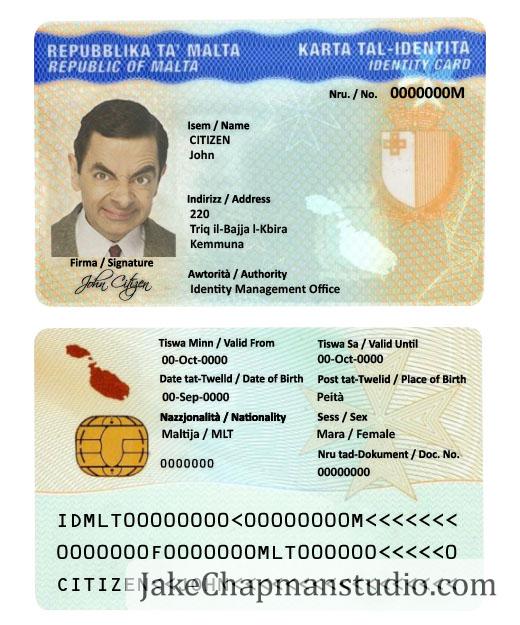 REPUBBLIKA TA' MALTA
REPUBLIC OF MALTA
KARTA TAL-IDENTITA
IDENTITY CARD
Nru. / No. 0000000M
Isem / Name
CITIZEN
John
Indirizz / Address
220
Triq il-Bajja l-Kbira
Kemmuna
Firma / Signature
John Citizen
Awtorità / Authority
Identity Management Office
Tiswa Minn / Valid From
00-Oct-0000
Tiswa Sa / Valid Until
00-Oct-0000
Date tat-Twelld / Date of Birth
00-Sep-0000
Post tat-Twelid / Place of Birth
Peità
Nazzjonalità / Nationality
Maltija / MLT
Sess / Sex
Mara / Female
0000000
Nru tad-Dokument / Doc. No.
00000000
IDMLT00000000<00000000M<<<<<<<
0000000F0000000MLT000000<<<<<0
CITIZEN<<JOHN<<<<<<<<<<<<<<<<<
JakeChapmanstudio.com